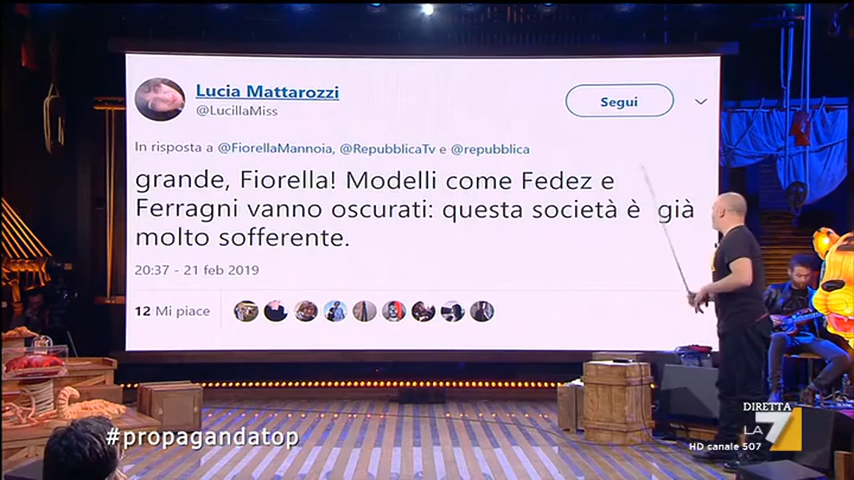 Lucia Mattarozzi
@LucillaMiss
Segui
In risposta a @FiorellaMannoia, @RepubblicaTv e @repubblica
grande, Fiorella! Modelli come Fedez e
Ferragni vanno oscurati: questa società è già
molto sofferente.
20:37 - 21 feb 2019
12 Mi piace
#propagandatop
DIRETTA
LA7
HD canale 507